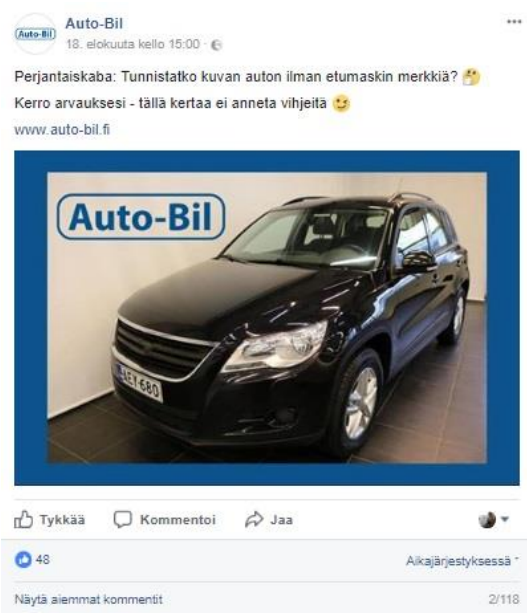 Auto-Bil
Auto-Bil
18. elokuuta kello 15:00 ·
Perjantaiskaba: Tunnistatko kuvan auton ilman etumaskin merkkiä? 🤔
Kerro arvauksesi - tällä kertaa ei anneta vihjeitä 😉
www.auto-bil.fi
Auto-Bil
AEY-680
Tykkää Kommentoi Jaa
48 Aikajärjestyksessä
Näytä aiemmat kommentit 2/118